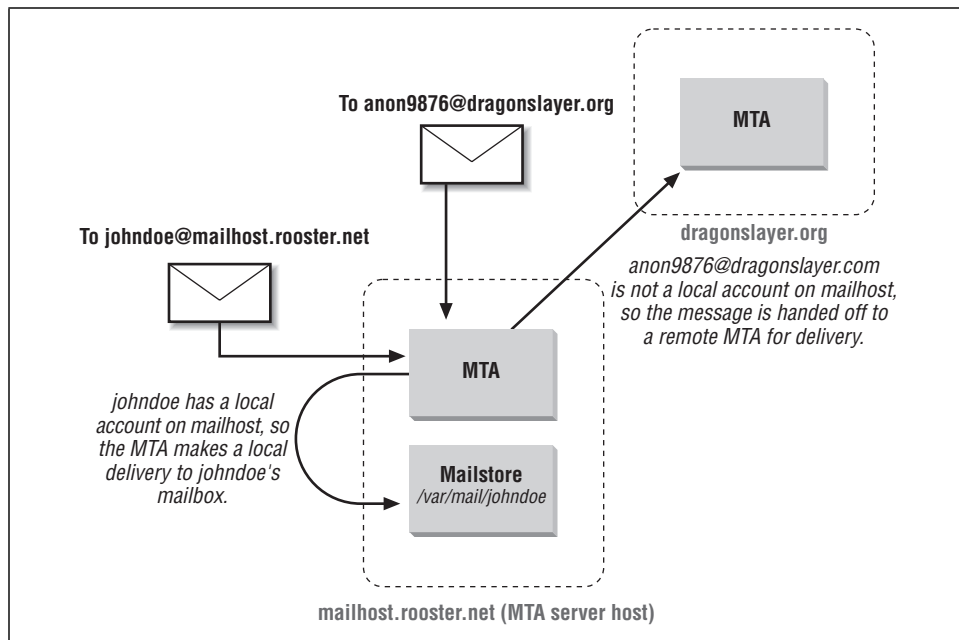 To anon9876@dragonslayer.org
MTA
dragonslayer.org
anon9876@dragonslayer.com
is not a local account on mailhost,
so the message is handed off to
a remote MTA for delivery.
To johndoe@mailhost.rooster.net
MTA
johndoe has a local
account on mailhost, so
the MTA makes a local
delivery to johndoe's
mailbox.
Mailstore
/var/mail/johndoe
mailhost.rooster.net (MTA server host)